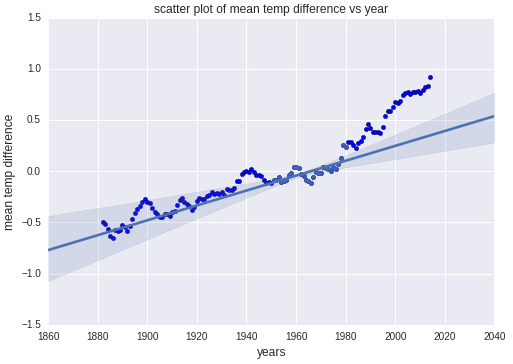 scatter plot of mean temp difference vs year
1.5
1.0
0.5
0.0
−0.5
−1.0
−1.5
mean temp difference
1860 1880 1900 1920 1940 1960 1980 2000 2020 2040
years